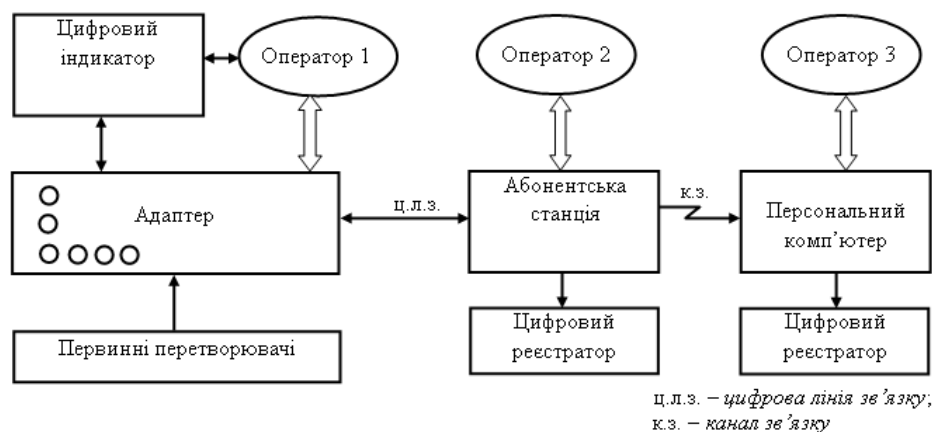 Цифровий
індикатор
Оператор 1
Оператор 2
Оператор 3
Адаптер
ц.л.з.
Абонентська
станція
к.з.
Персональний
комп’ютер
Первинні перетворювачі
Цифровий
реєстратор
Цифровий
реєстратор
ц.л.з. – цифрова лінія зв’язку;
к.з. – канал зв’язку